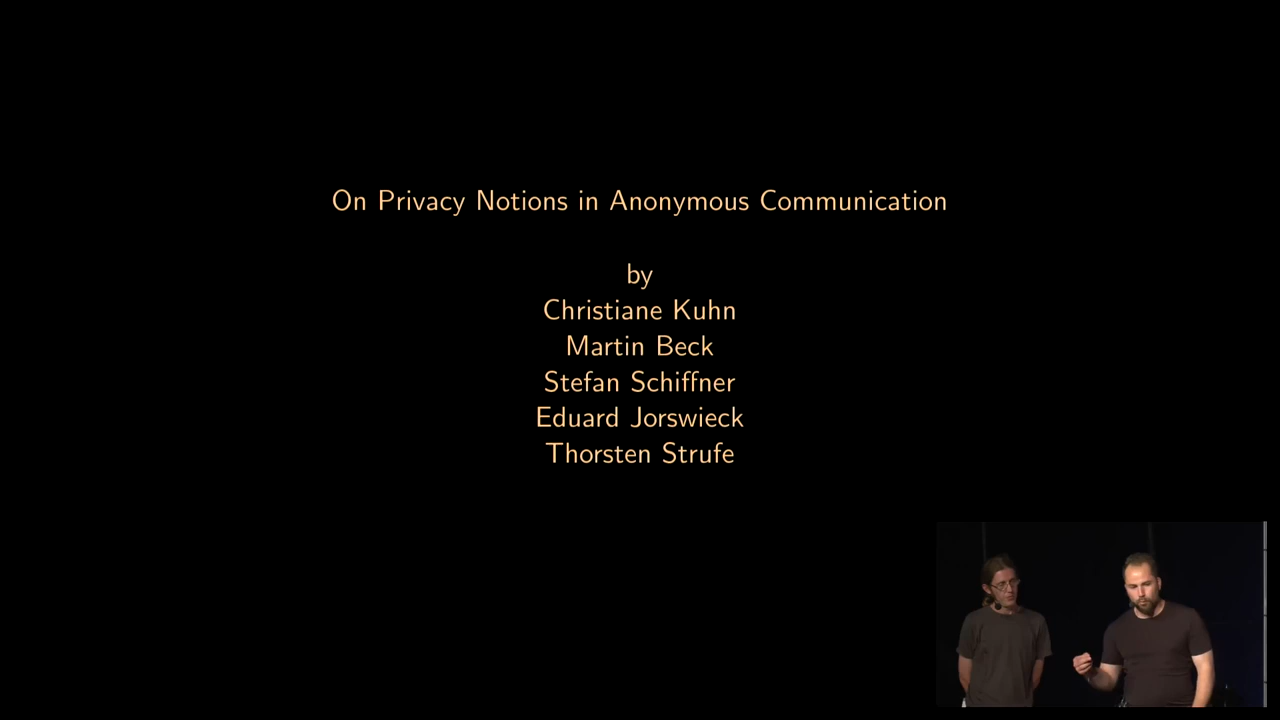 On Privacy Notions in Anonymous Communication
by
Christiane Kuhn
Martin Beck
Stefan Schiffner
Eduard Jorswieck
Thorsten Strufe